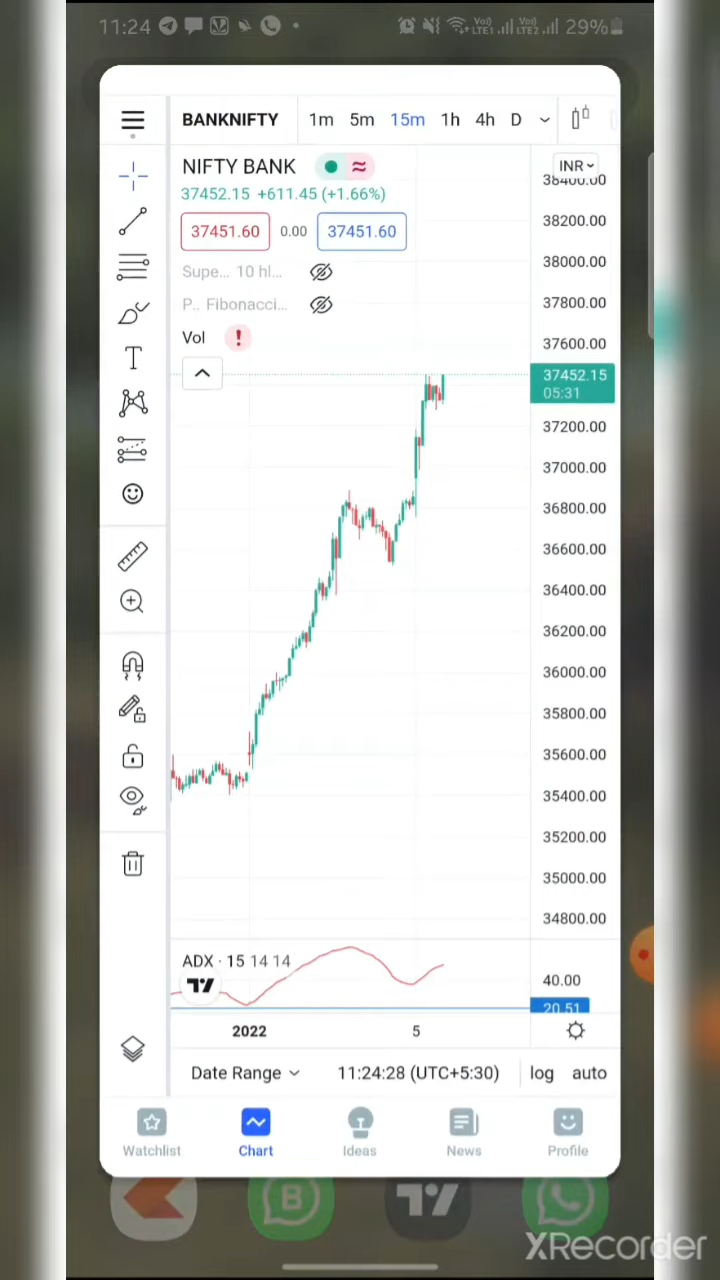 11:24 29%
BANKNIFTY 1m 5m 15m 1h 4h D
NIFTY BANK
INR
37452.15 +611.45 (+1.66%)
37451.60 0.00 37451.60
Supe... 10 hl...
P.. Fibonacci...
Vol
38400.00
38200.00
38000.00
37800.00
37600.00
37452.15
05:31
37200.00
37000.00
36800.00
36600.00
36400.00
36200.00
36000.00
35800.00
35600.00
35400.00
35200.00
35000.00
34800.00
ADX · 15 14 14
40.00
20.51
2022 5
Date Range 11:24:28 (UTC+5:30) log auto
Watchlist Chart Ideas News Profile
XRecorder